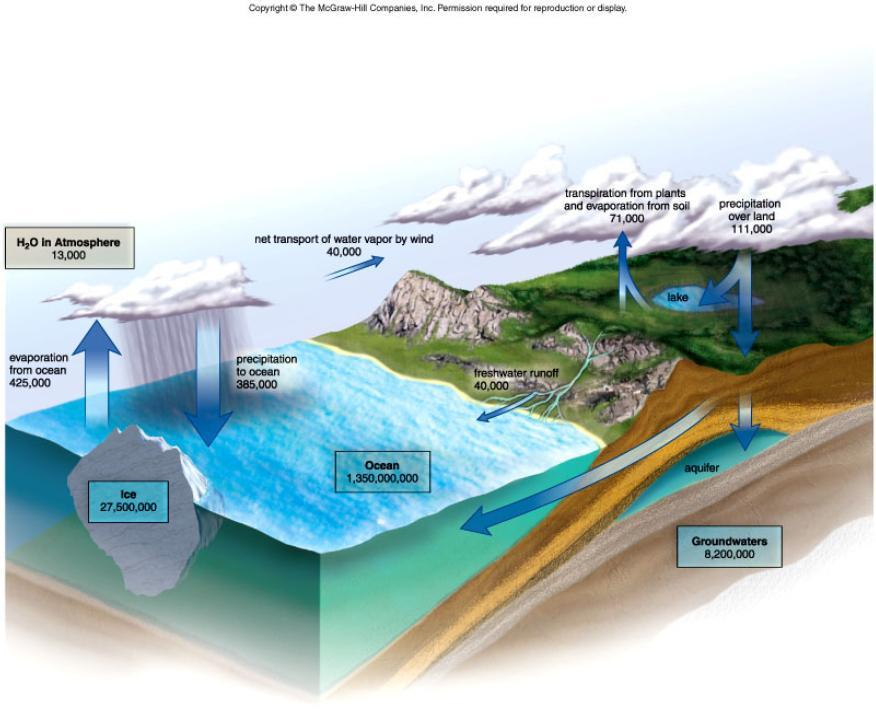 Copyright © The McGraw-Hill Companies, Inc. Permission required for reproduction or display.
transpiration from plants
and evaporation from soil
71,000
precipitation
over land
111,000
H₂O in Atmosphere
13,000
net transport of water vapor by wind
40,000
lake
evaporation
from ocean
425,000
precipitation
to ocean
385,000
freshwater runoff
40,000
Ocean
1,350,000,000
aquifer
Ice
27,500,000
Groundwaters
8,200,000